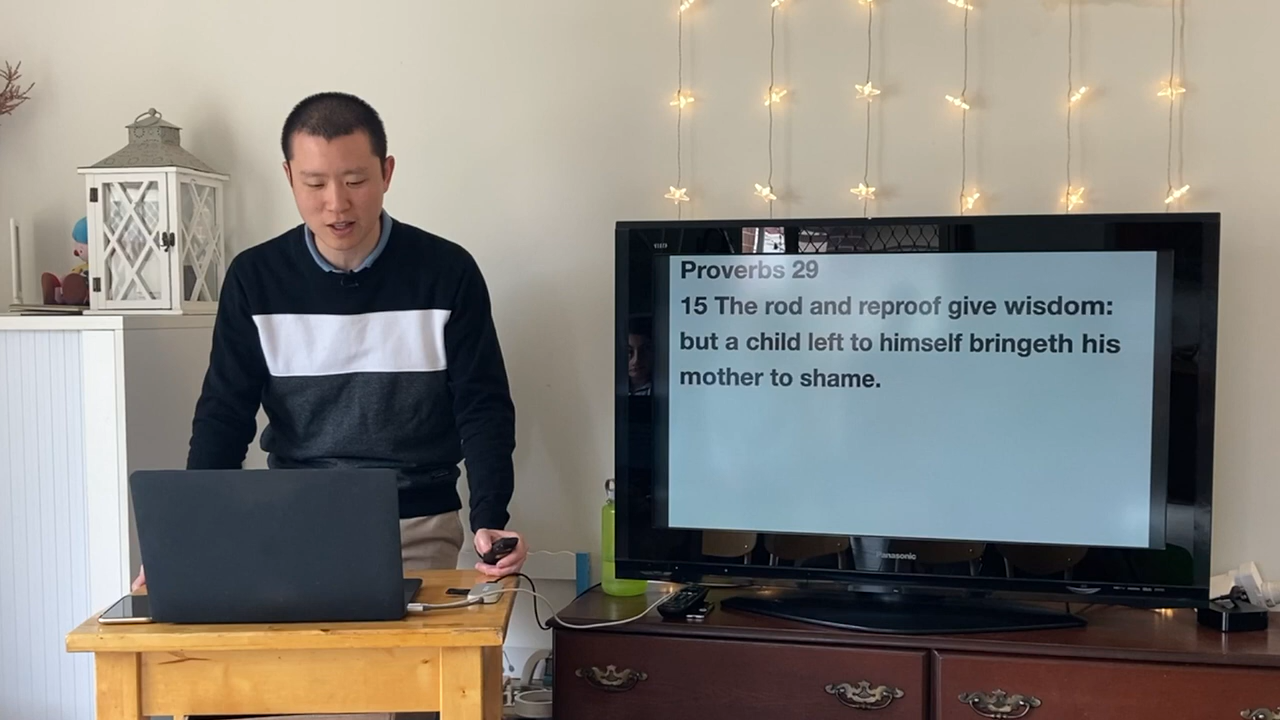 Proverbs 29
15 The rod and reproof give wisdom:
but a child left to himself bringeth his
mother to shame.
Panasonic